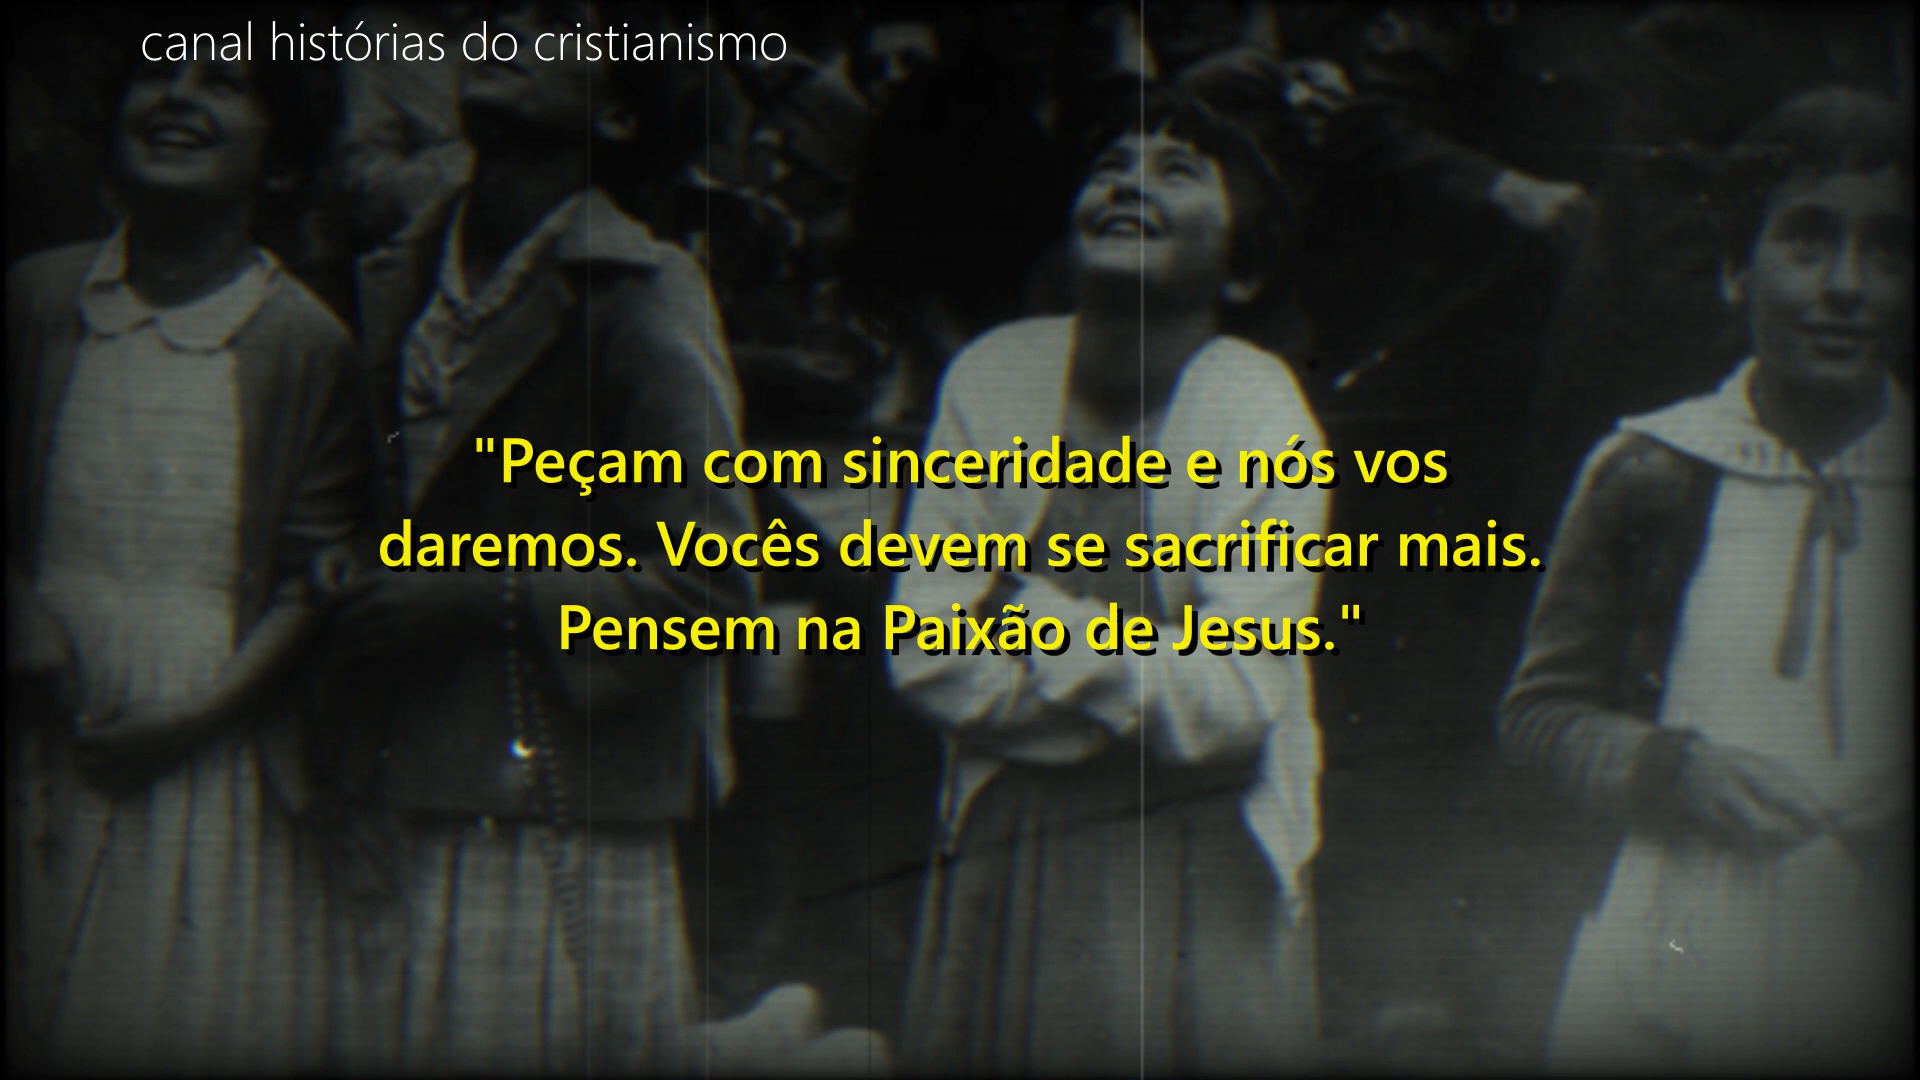 canal histórias do cristianismo
"Peçam com sinceridade e nós vos
daremos. Vocês devem se sacrificar mais.
Pensem na Paixão de Jesus."